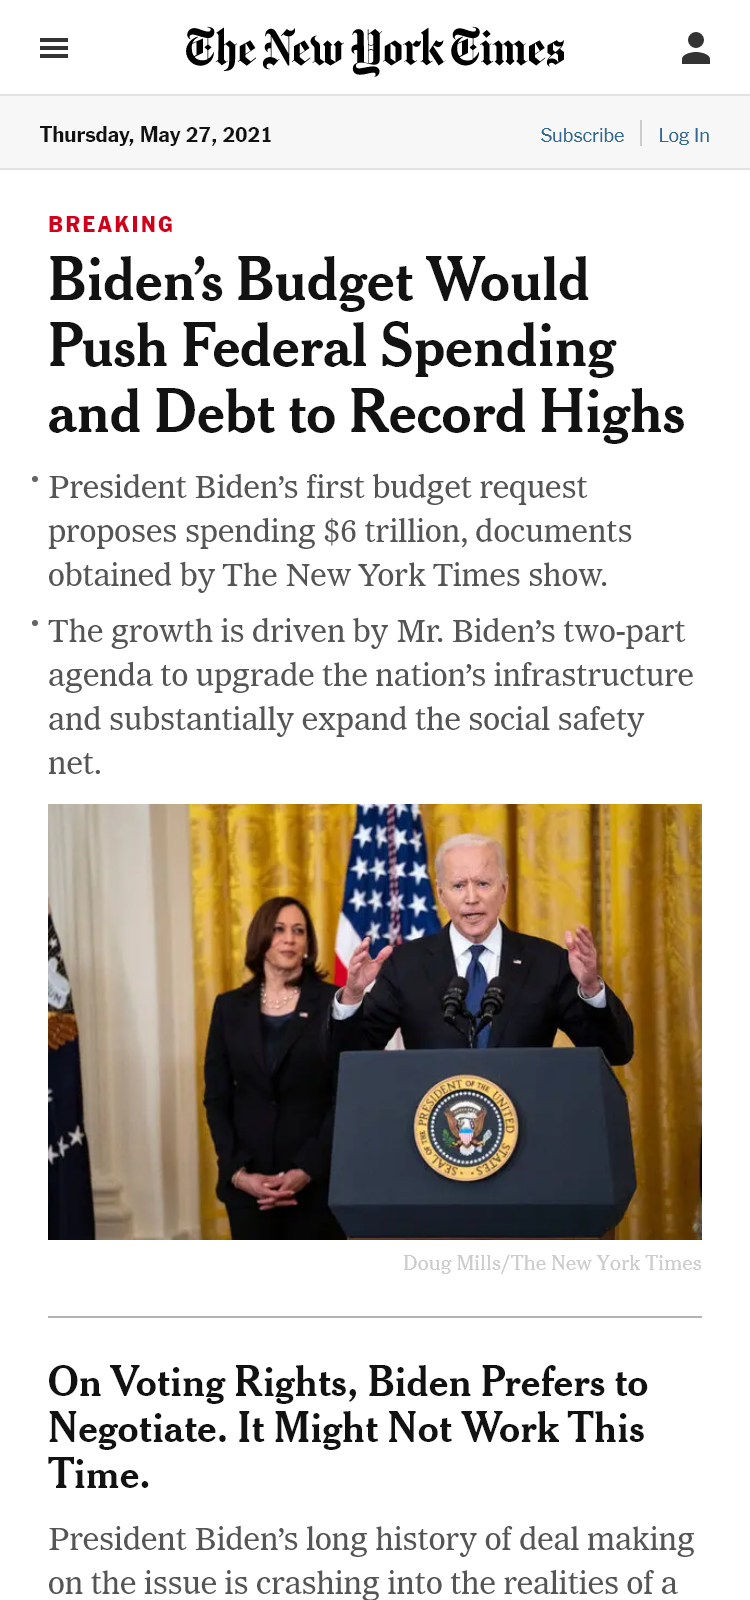 The New York Times
Thursday, May 27, 2021
Subscribe
Log In
BREAKING
Biden’s Budget Would
Push Federal Spending
and Debt to Record Highs
• President Biden’s first budget request
proposes spending $6 trillion, documents
obtained by The New York Times show.
• The growth is driven by Mr. Biden’s two-part
agenda to upgrade the nation’s infrastructure
and substantially expand the social safety
net.
SEAL OF THE PRESIDENT OF THE UNITED STATES
Doug Mills/The New York Times
On Voting Rights, Biden Prefers to
Negotiate. It Might Not Work This
Time.
President Biden’s long history of deal making
on the issue is crashing into the realities of a